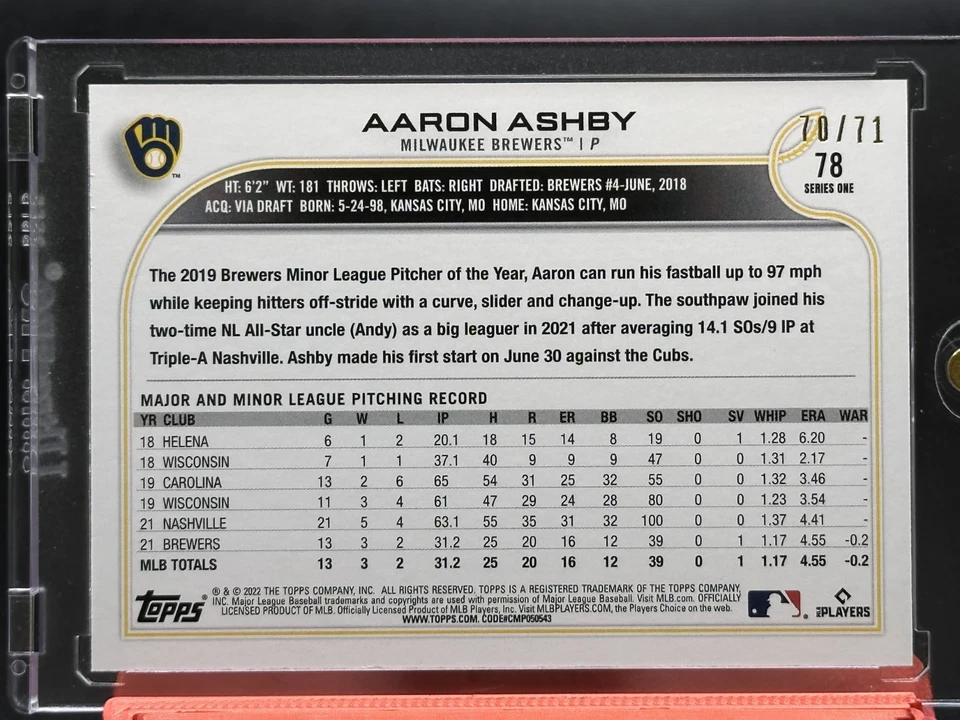 AARON ASHBY
MILWAUKEE BREWERS™ | P
70/71
78
SERIES ONE
HT: 6'2" WT: 181 THROWS: LEFT BATS: RIGHT DRAFTED: BREWERS #4-JUNE, 2018
ACQ: VIA DRAFT BORN: 5-24-98, KANSAS CITY, MO HOME: KANSAS CITY, MO
The 2019 Brewers Minor League Pitcher of the Year, Aaron can run his fastball up to 97 mph
while keeping hitters off-stride with a curve, slider and change-up. The southpaw joined his
two-time NL All-Star uncle (Andy) as a big leaguer in 2021 after averaging 14.1 SOs/9 IP at
Triple-A Nashville. Ashby made his first start on June 30 against the Cubs.
MAJOR AND MINOR LEAGUE PITCHING RECORD
YR CLUB G W L IP H R ER BB SO SHO SV WHIP ERA WAR
18 HELENA 6 1 2 20.1 18 15 14 8 19 0 1 1.28 6.20 -
18 WISCONSIN 7 1 1 37.1 40 9 9 9 47 0 0 1.31 2.17 -
19 CAROLINA 13 2 6 65 54 31 25 32 55 0 0 1.32 3.46 -
19 WISCONSIN 11 3 4 61 47 29 24 28 80 0 0 1.23 3.54 -
21 NASHVILLE 21 5 4 63.1 55 35 31 32 100 0 0 1.37 4.41 -
21 BREWERS 13 3 2 31.2 25 20 16 12 39 0 1 1.17 4.55 -0.2
MLB TOTALS 13 3 2 31.2 25 20 16 12 39 0 1 1.17 4.55 -0.2
Topps®
® & © 2022 THE TOPPS COMPANY, INC. ALL RIGHTS RESERVED. TOPPS IS A REGISTERED TRADEMARK OF THE TOPPS COMPANY,
INC. Major League Baseball trademarks and copyrights are used with permission of Major League Baseball. Visit MLB.com. OFFICIALLY
LICENSED PRODUCT OF MLB. Officially Licensed Product of MLB Players, Inc. Visit MLBPLAYERS.COM, the Players Choice on the web.
WWW.TOPPS.COM. CODE#CMP050543
MLB PLAYERS